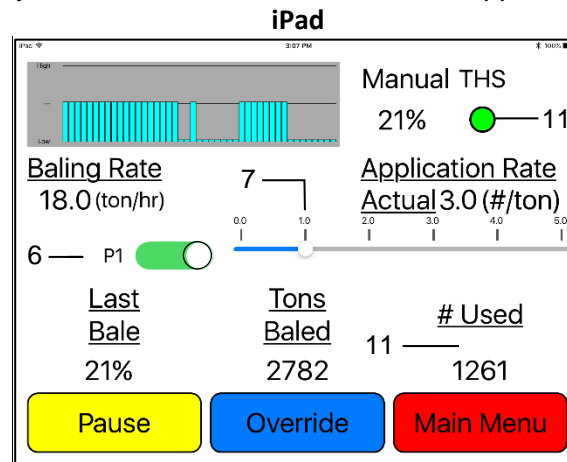 iPad
iPad 3:07 PM 100%
High
Low
Manual THS
21% 11
Baling Rate
18.0 (ton/hr)
7
Application Rate
Actual 3.0 (#/ton)
0.0 1.0 2.0 3.0 4.0 5.0
6 P1
Last
Bale
21%
Tons
Baled
2782
11
# Used
1261
Pause Override Main Menu